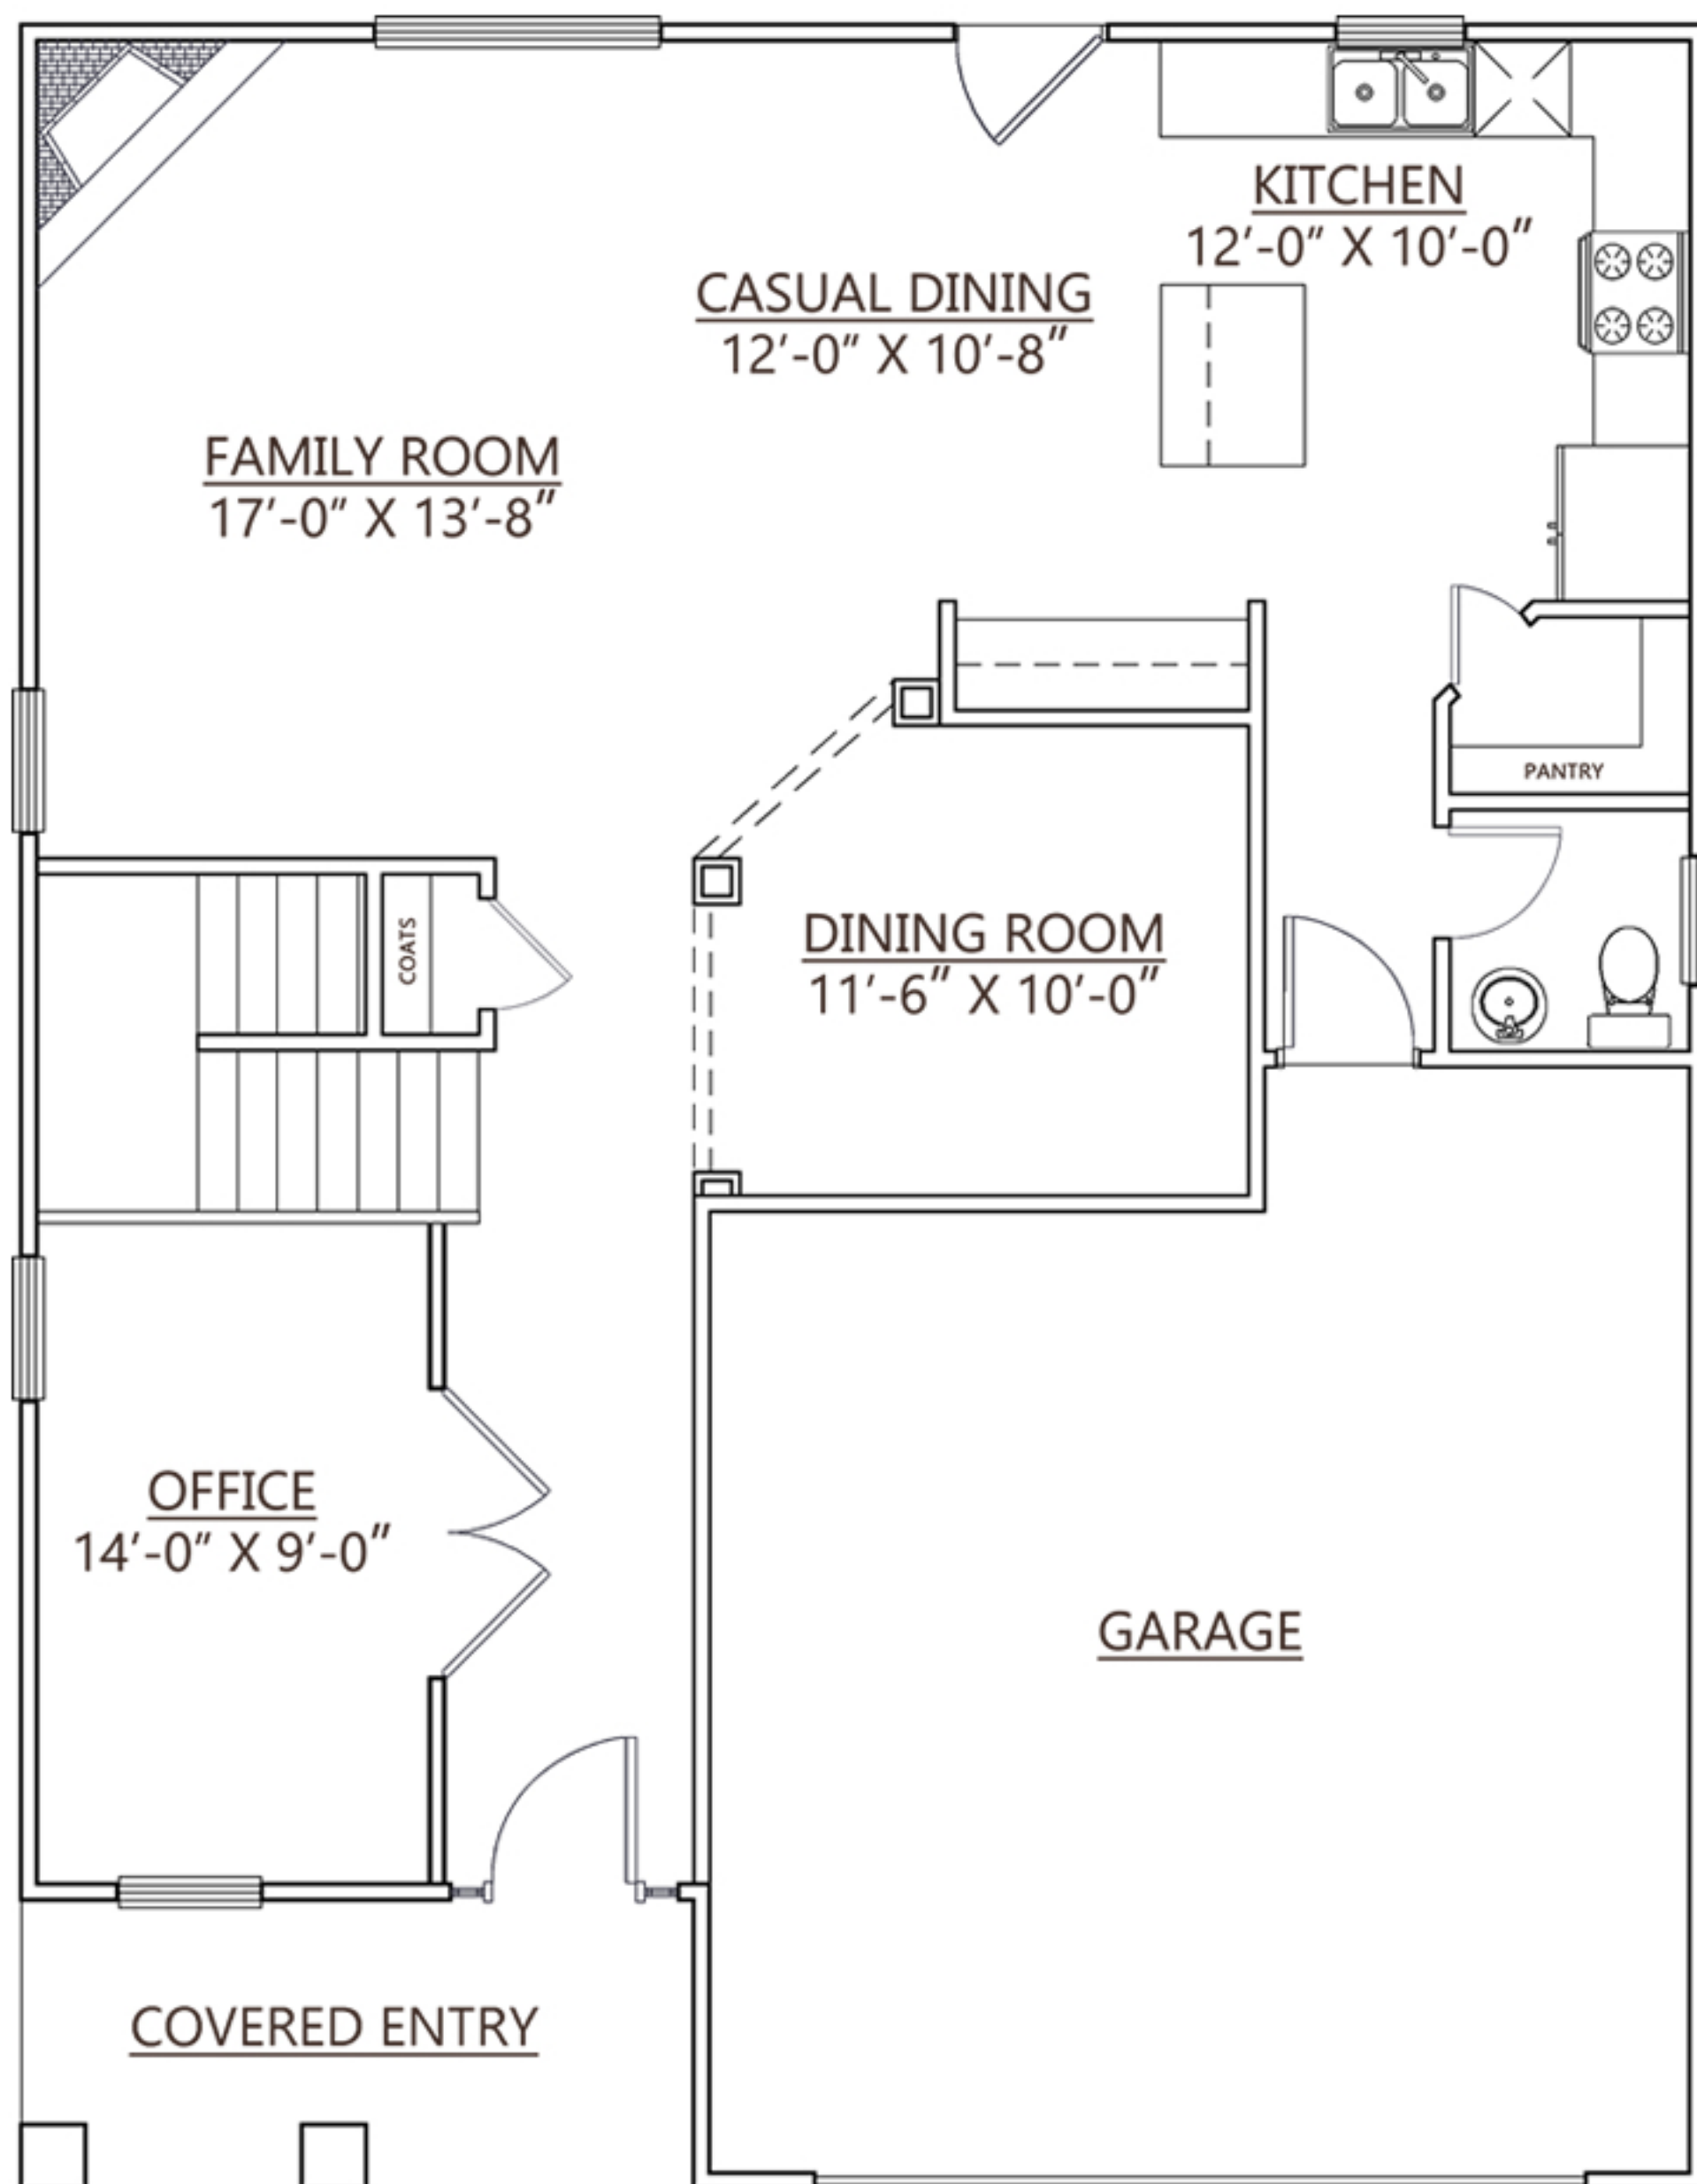 KITCHEN
12'-0" X 10'-0"
CASUAL DINING
12'-0" X 10'-8"
FAMILY ROOM
17'-0" X 13'-8"
PANTRY
COATS
DINING ROOM
11'-6" X 10'-0"
OFFICE
14'-0" X 9'-0"
GARAGE
COVERED ENTRY